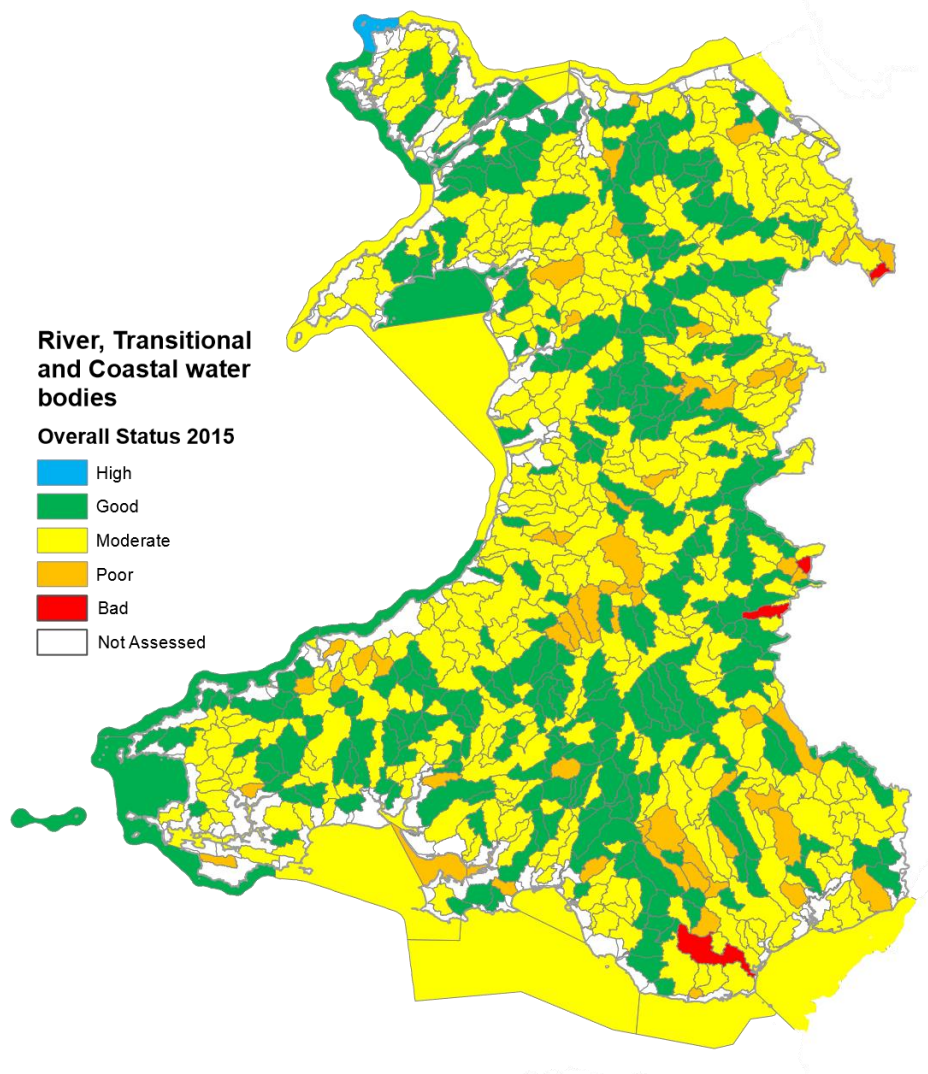 River, Transitional
and Coastal water
bodies
Overall Status 2015
High
Good
Moderate
Poor
Bad
Not Assessed